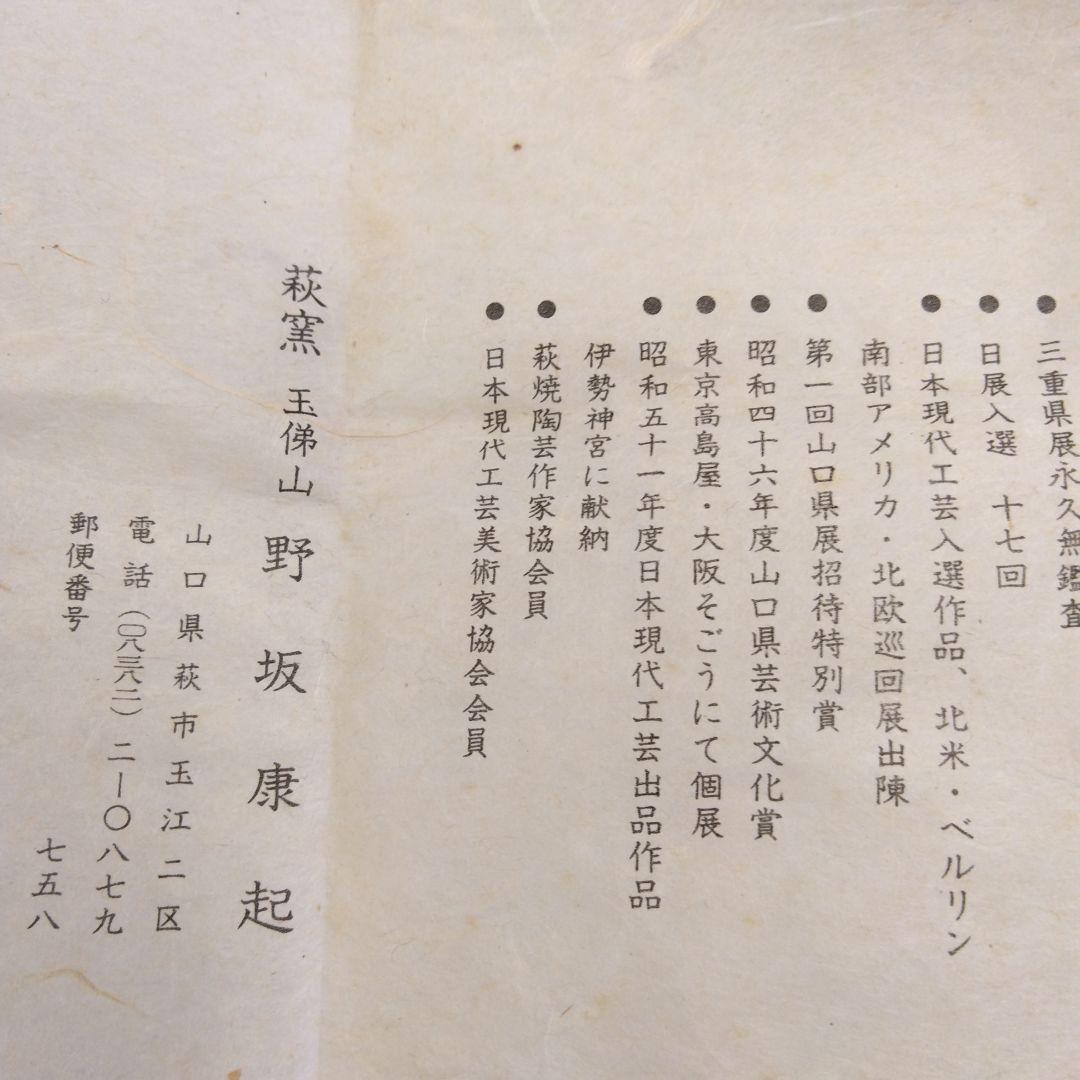 ●三重県展永久無鑑査
●日展入選　十七回
●日本現代工芸入選作品、北米・ベルリン
南部アメリカ・北欧巡回展出陳
●第一回山口県展招待特別賞
●昭和四十六年度山口県芸術文化賞
●東京高島屋・大阪そごうにて個展
●昭和五十一年度日本現代工芸出品作品
伊勢神宮に献納
●萩焼陶芸作家協会会員
●日本現代工芸美術家協会会員
萩窯　玉俤山　野坂康起
山口県萩市玉江二区
電話（〇八三八二）二―〇八七九
郵便番号　七五八